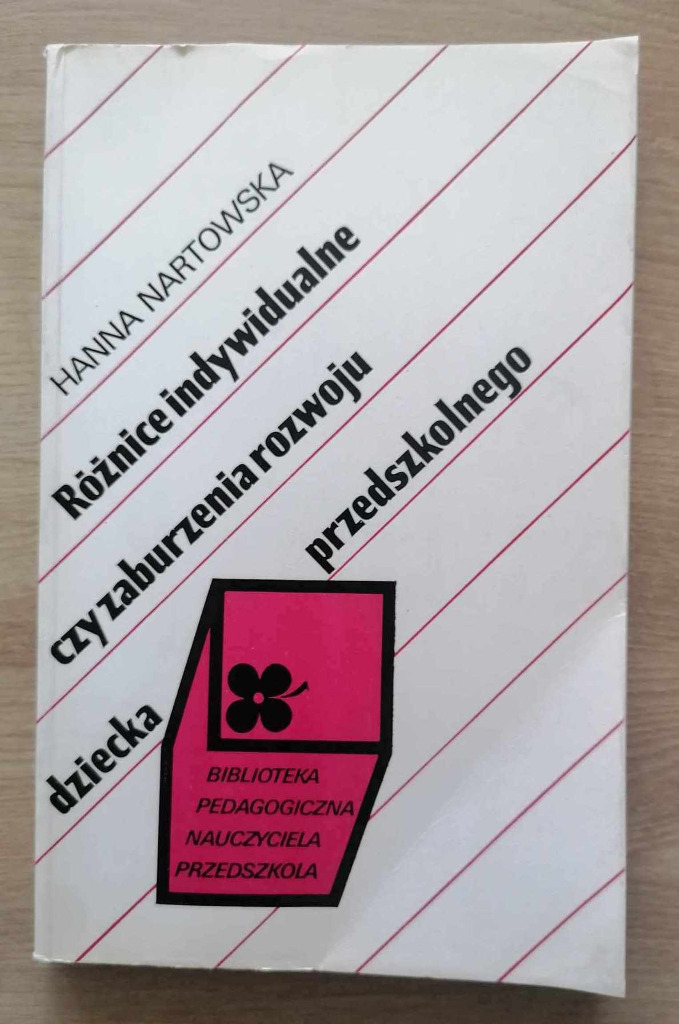 HANNA NARTOWSKA
Różnice indywidualne
czy zaburzenia rozwoju
dziecka przedszkolnego
BIBLIOTEKA
PEDAGOGICZNA
NAUCZYCIELA
PRZEDSZKOLA